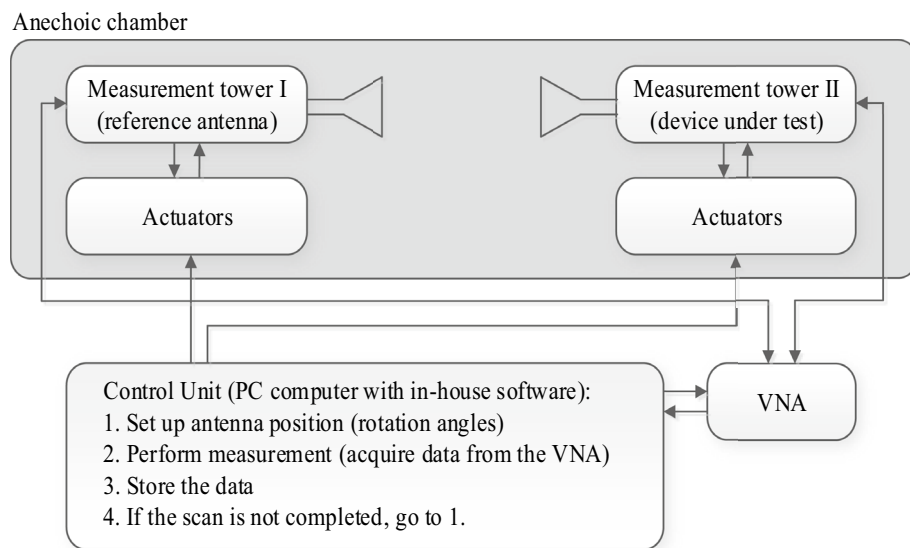 Anechoic chamber
Measurement tower I
(reference antenna)
Measurement tower II
(device under test)
Actuators
Actuators
Control Unit (PC computer with in-house software):
1. Set up antenna position (rotation angles)
2. Perform measurement (acquire data from the VNA)
3. Store the data
4. If the scan is not completed, go to 1.
VNA